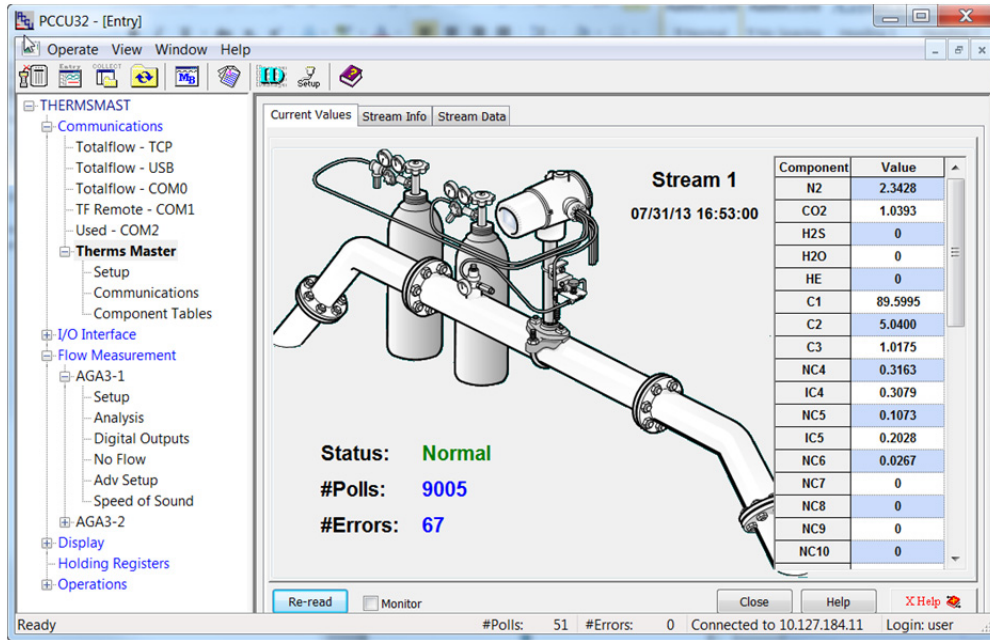 PCCU32 - [Entry]
Operate View Window Help
Entry COLLECT MB ID Setup
THERMSMAST
Communications
Totalflow - TCP
Totalflow - USB
Totalflow - COM0
TF Remote - COM1
Used - COM2
Therms Master
Setup
Communications
Component Tables
I/O Interface
Flow Measurement
AGA3-1
Setup
Analysis
Digital Outputs
No Flow
Adv Setup
Speed of Sound
AGA3-2
Display
Holding Registers
Operations
Current Values Stream Info Stream Data
Stream 1
07/31/13 16:53:00
Status: Normal
#Polls: 9005
#Errors: 67
Component Value
N2 2.3428
CO2 1.0393
H2S 0
H2O 0
HE 0
C1 89.5995
C2 5.0400
C3 1.0175
NC4 0.3163
IC4 0.3079
NC5 0.1073
IC5 0.2028
NC6 0.0267
NC7 0
NC8 0
NC9 0
NC10 0
Re-read Monitor Close Help X Help
Ready #Polls: 51 #Errors: 0 Connected to 10.127.184.11 Login: user